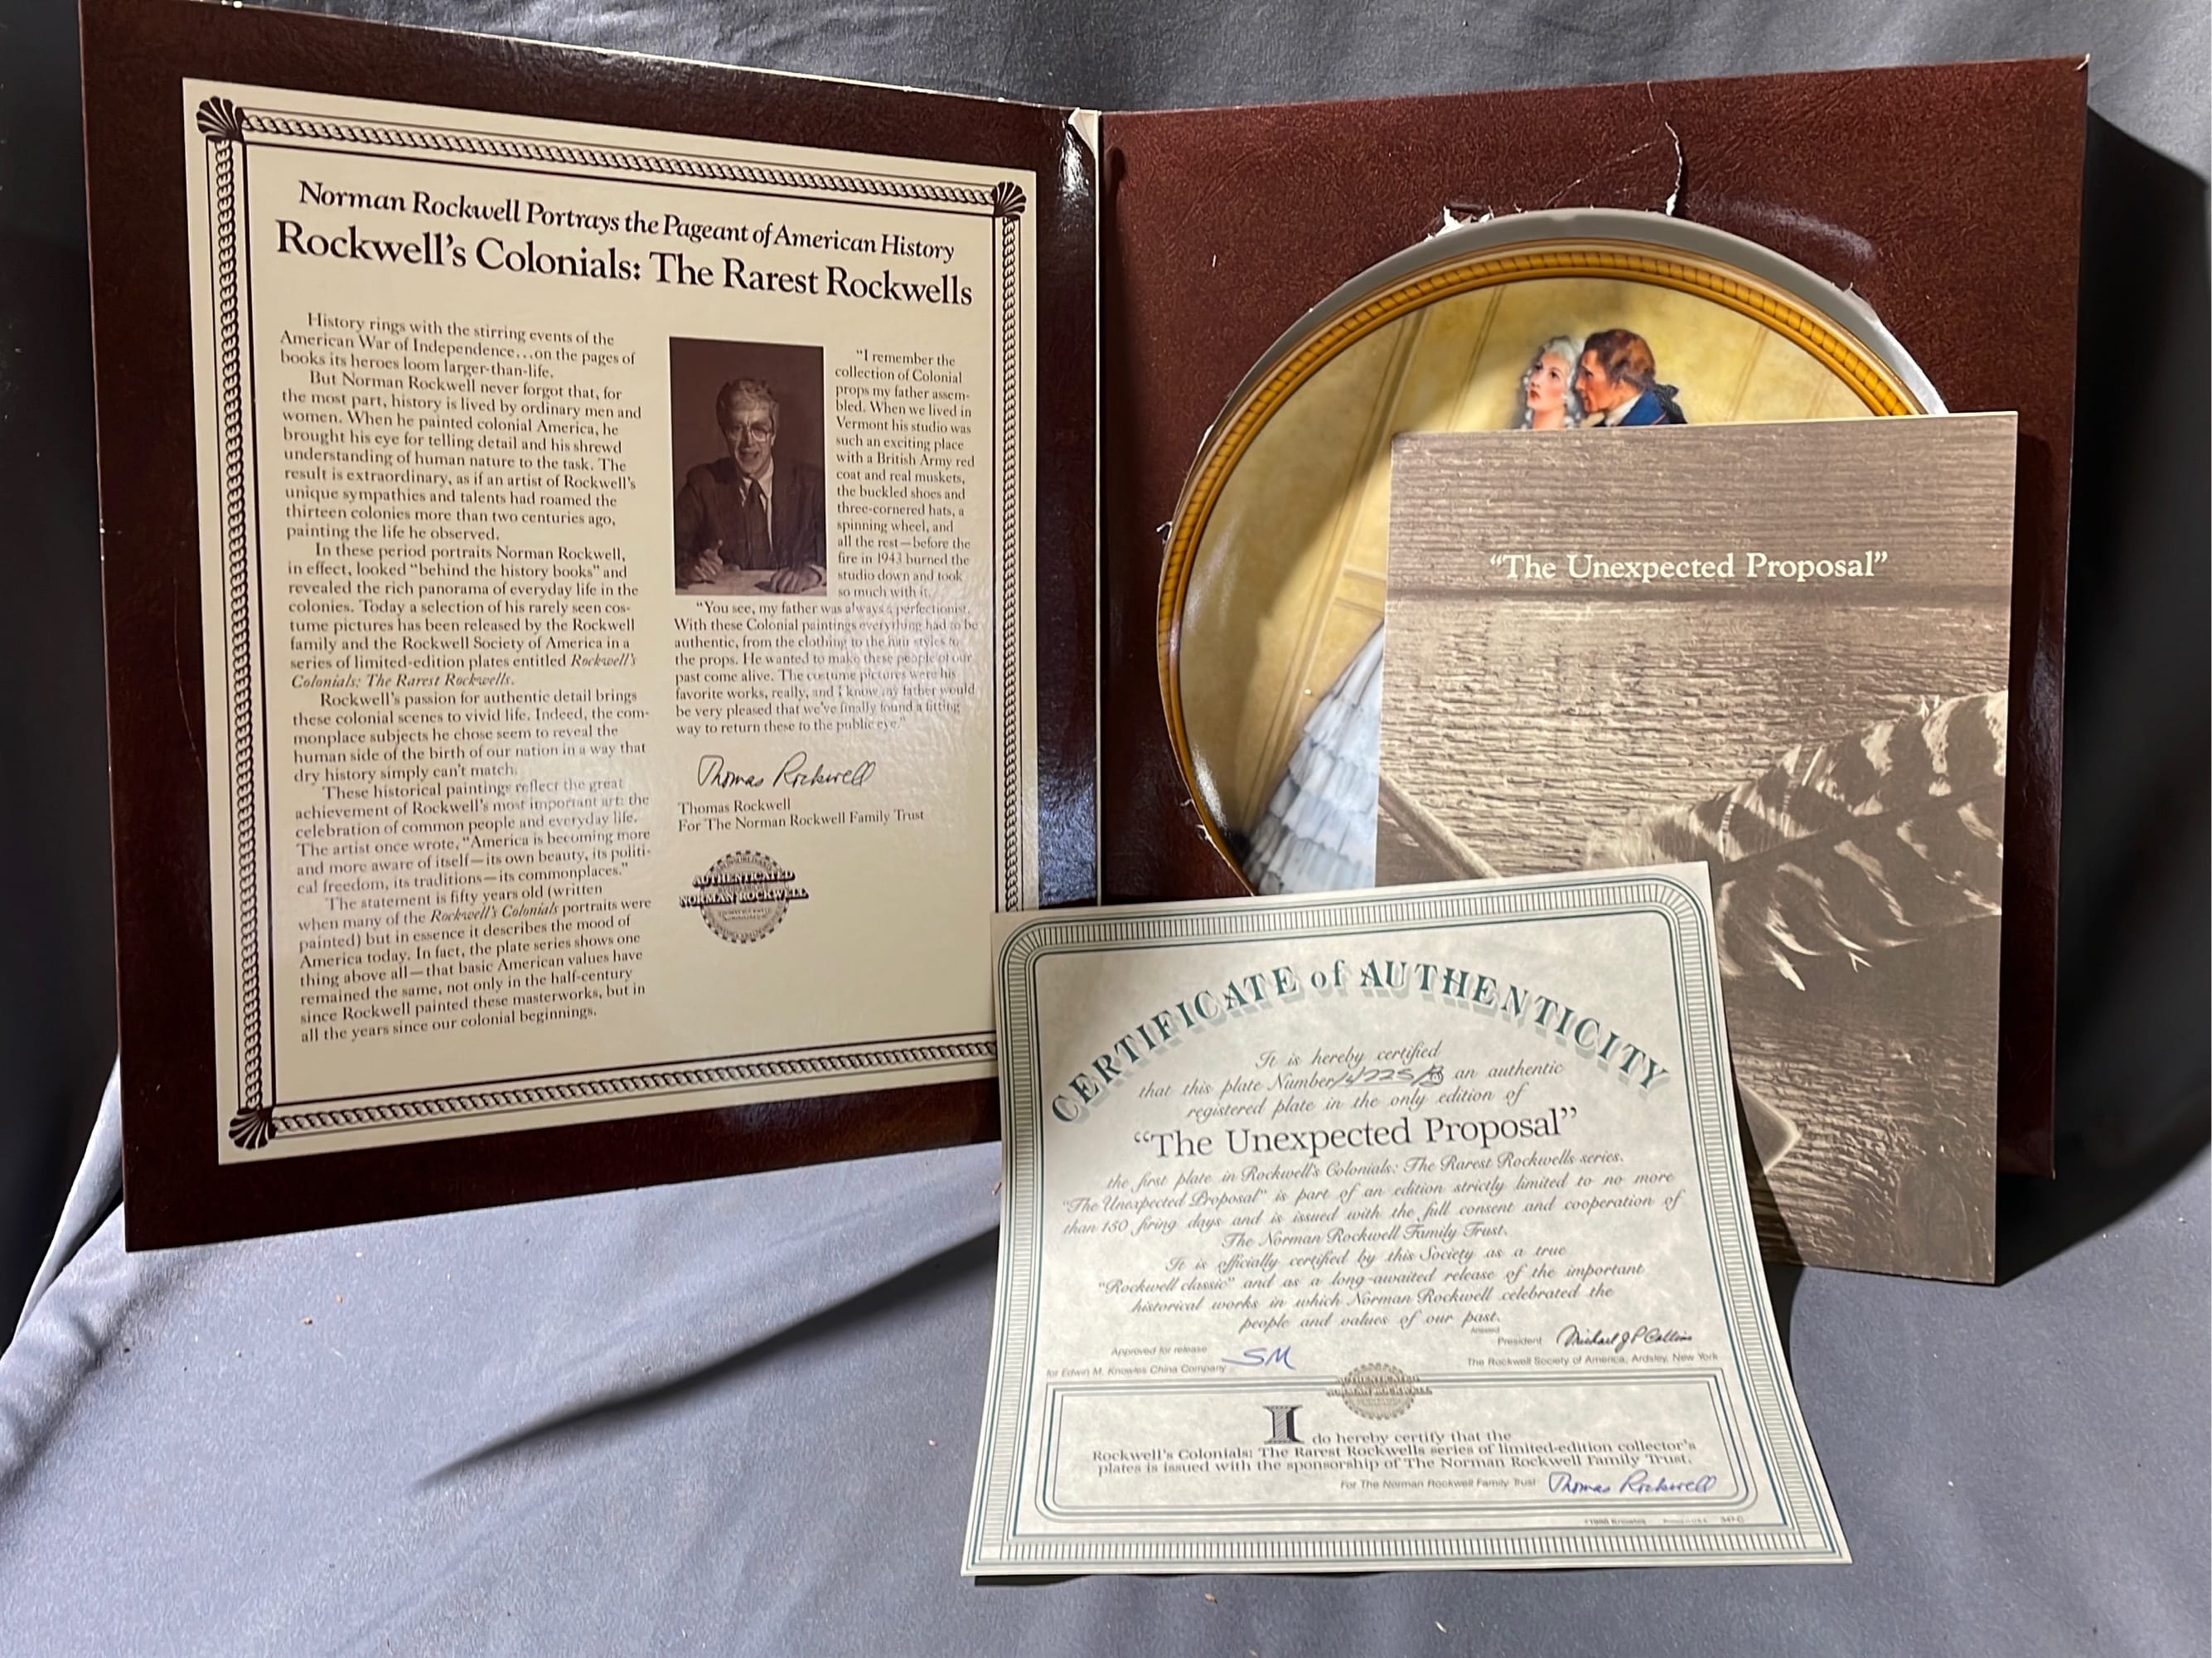 Norman Rockwell Portrays the Pageant of American History
Rockwell's Colonials: The Rarest Rockwells
History rings with the stirring events of the
American War of Independence...on the pages of
books its heroes loom larger-than-life.
But Norman Rockwell never forgot that, for
the most part, history is lived by ordinary men and
women. When he painted colonial America, he
brought his eye for telling detail and his shrewd
understanding of human nature to the task. The
result is extraordinary, as if an artist of Rockwell's
unique sympathies and talents had roamed the
thirteen colonies more than two centuries ago,
painting the life he observed.
In these period portraits Norman Rockwell,
in effect, looked "behind the history books" and
revealed the rich panorama of everyday life in the
colonies. Today a selection of his rarely seen cos-
tume pictures has been released by the Rockwell
family and the Rockwell Society of America in a
series of limited-edition plates entitled Rockwell's
Colonials: The Rarest Rockwells.
Rockwell's passion for authentic detail brings
these colonial scenes to vivid life. Indeed, the com-
monplace subjects he chose seem to reveal the
human side of the birth of our nation in a way that
dry history simply can't match.
These historical paintings reflect the great
achievement of Rockwell's most important art: the
celebration of common people and everyday life.
The artist once wrote, "America is becoming more
and more aware of itself—its own beauty, its politi-
cal freedom, its traditions—its commonplaces."
The statement is fifty years old (written
when many of the Rockwell's Colonials portraits were
painted) but in essence it describes the mood of
America today. In fact, the plate series shows one
thing above all—that basic American values have
remained the same, not only in the half-century
since Rockwell painted these masterworks, but in
all the years since our colonial beginnings.
"I remember the
collection of Colonial
props my father assem-
bled. When we lived in
Vermont his studio was
such an exciting place
with a British Army red
coat and real muskets,
the buckled shoes and
three-cornered hats, a
spinning wheel, and
all the rest—before the
fire in 1943 burned the
studio down and took
so much with it.
"You see, my father was always a perfectionist.
With these Colonial paintings everything had to be
authentic, from the clothing to the hair styles to
the props. He wanted to make these people of our
past come alive. The costume pictures were his
favorite works, really, and I know my father would
be very pleased that we've finally found a fitting
way to return these to the public eye."
Thomas Rockwell
Thomas Rockwell
For The Norman Rockwell Family Trust
AUTHENTICATED
NORMAN ROCKWELL
"The Unexpected Proposal"
CERTIFICATE of AUTHENTICITY
It is hereby certified
that this plate Number an authentic
registered plate in the only edition of
"The Unexpected Proposal"
the first plate in Rockwell's Colonials: The Rarest Rockwells series.
"The Unexpected Proposal" is part of an edition strictly limited to no more
than 150 firing days and is issued with the full consent and cooperation of
The Norman Rockwell Family Trust.
It is officially certified by this Society as a true
"Rockwell classic" and as a long-awaited release of the important
historical works in which Norman Rockwell celebrated the
people and values of our past.
Attested
President Michael J P Collins
The Rockwell Society of America, Ardsley, New York
Approved for release
for Edwin M. Knowles China Company SM
AUTHENTICATED
NORMAN ROCKWELL
I do hereby certify that the
Rockwell's Colonials: The Rarest Rockwells series of limited-edition collector's
plates is issued with the sponsorship of The Norman Rockwell Family Trust.
For The Norman Rockwell Family Trust Thomas Rockwell